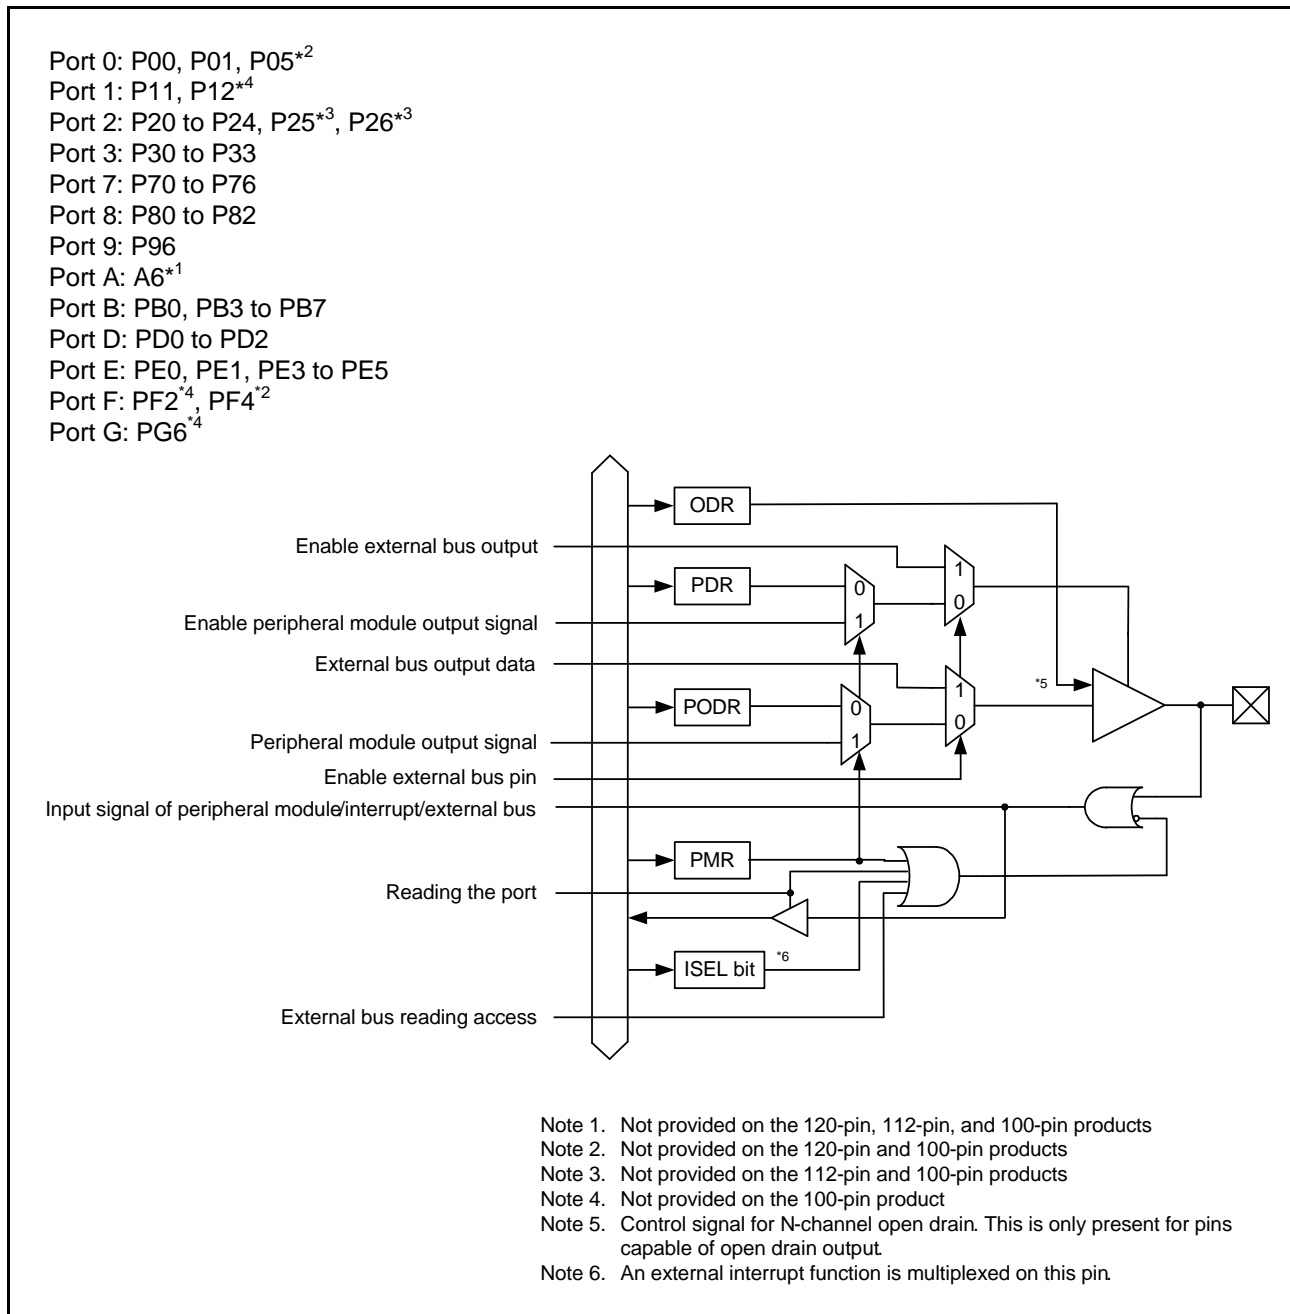 Port 0: P00, P01, P05*2
Port 1: P11, P12*4
Port 2: P20 to P24, P25*3, P26*3
Port 3: P30 to P33
Port 7: P70 to P76
Port 8: P80 to P82
Port 9: P96
Port A: A6*1
Port B: PB0, PB3 to PB7
Port D: PD0 to PD2
Port E: PE0, PE1, PE3 to PE5
Port F: PF2*4, PF4*2
Port G: PG6*4
ODR
Enable external bus output
1
PDR
0
0
Enable peripheral module output signal
1
External bus output data
*5
1
PODR
0
0
Peripheral module output signal
1
Enable external bus pin
Input signal of peripheral module/interrupt/external bus
PMR
Reading the port
ISEL bit
*6
External bus reading access
Note 1. Not provided on the 120-pin, 112-pin, and 100-pin products
Note 2. Not provided on the 120-pin and 100-pin products
Note 3. Not provided on the 112-pin and 100-pin products
Note 4. Not provided on the 100-pin product
Note 5. Control signal for N-channel open drain. This is only present for pins
capable of open drain output.
Note 6. An external interrupt function is multiplexed on this pin.